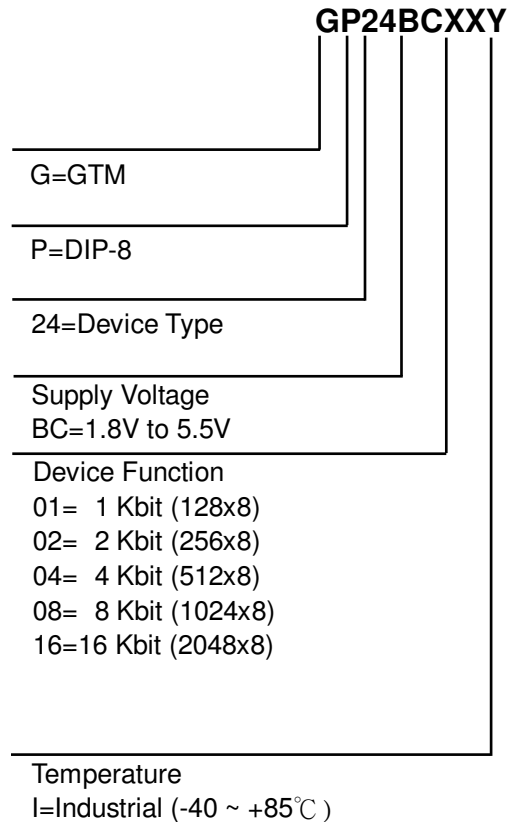 GP24BCXXY
G=GTM
P=DIP-8
24=Device Type
Supply Voltage
BC=1.8V to 5.5V
Device Function
01= 1 Kbit (128x8)
02= 2 Kbit (256x8)
04= 4 Kbit (512x8)
08= 8 Kbit (1024x8)
16=16 Kbit (2048x8)
Temperature
I=Industrial (-40 ~ +85℃ )